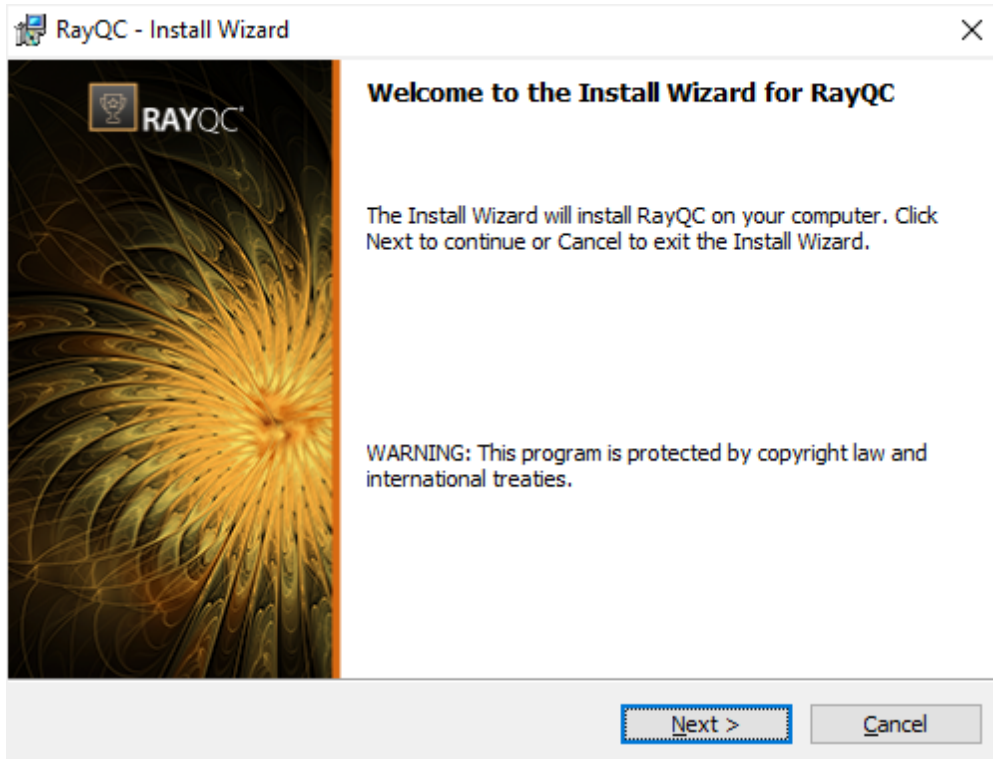 RayQC - Install Wizard
RAYQC®
Welcome to the Install Wizard for RayQC
The Install Wizard will install RayQC on your computer. Click
Next to continue or Cancel to exit the Install Wizard.
WARNING: This program is protected by copyright law and
international treaties.
Next >
Cancel